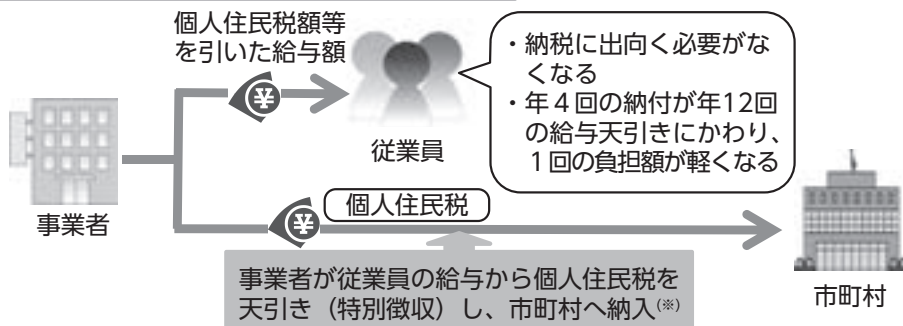 個人住民税額等
を引いた給与額
・納税に出向く必要がな
くなる
・年4回の納付が年12回
の給与天引きにかわり、
1回の負担額が軽くなる
従業員
事業者
個人住民税
事業者が従業員の給与から個人住民税を
天引き（特別徴収）し、市町村へ納入(※)
市町村